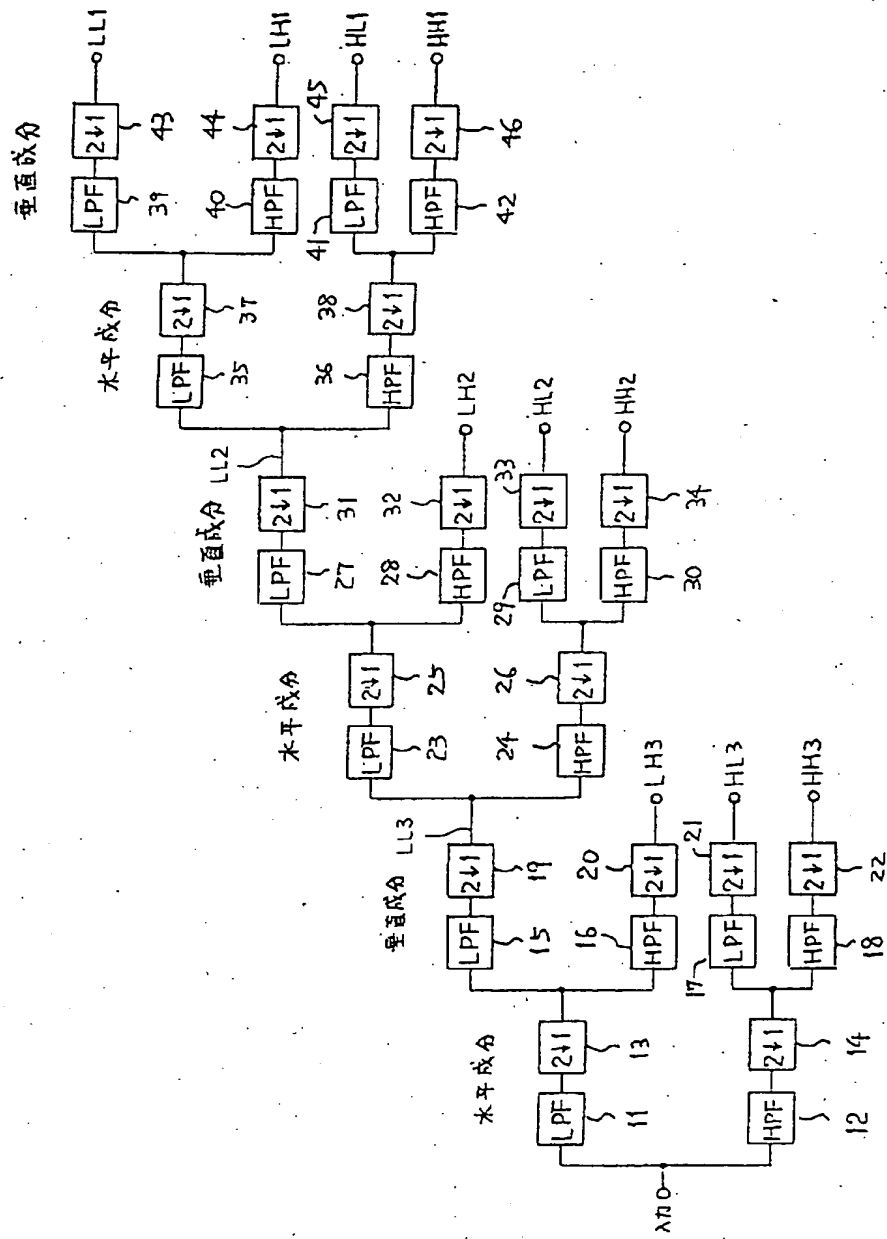 入力
LPF
11
2↓1
13
HPF
12
2↓1
14
水平成分
LPF
15
2↓1
19
LL3
HPF
16
2↓1
20
LH3
LPF
17
2↓1
21
HL3
HPF
18
2↓1
22
HH3
垂直成分
LPF
23
2↓1
25
HPF
24
2↓1
26
水平成分
LPF
27
2↓1
31
LL2
HPF
28
2↓1
32
LH2
LPF
29
2↓1
33
HL2
HPF
30
2↓1
34
HH2
垂直成分
LPF
35
2↓1
37
HPF
36
2↓1
38
水平成分
LPF
39
2↓1
43
LL1
HPF
40
2↓1
44
LH1
LPF
41
2↓1
45
HL1
HPF
42
2↓1
46
HH1
垂直成分